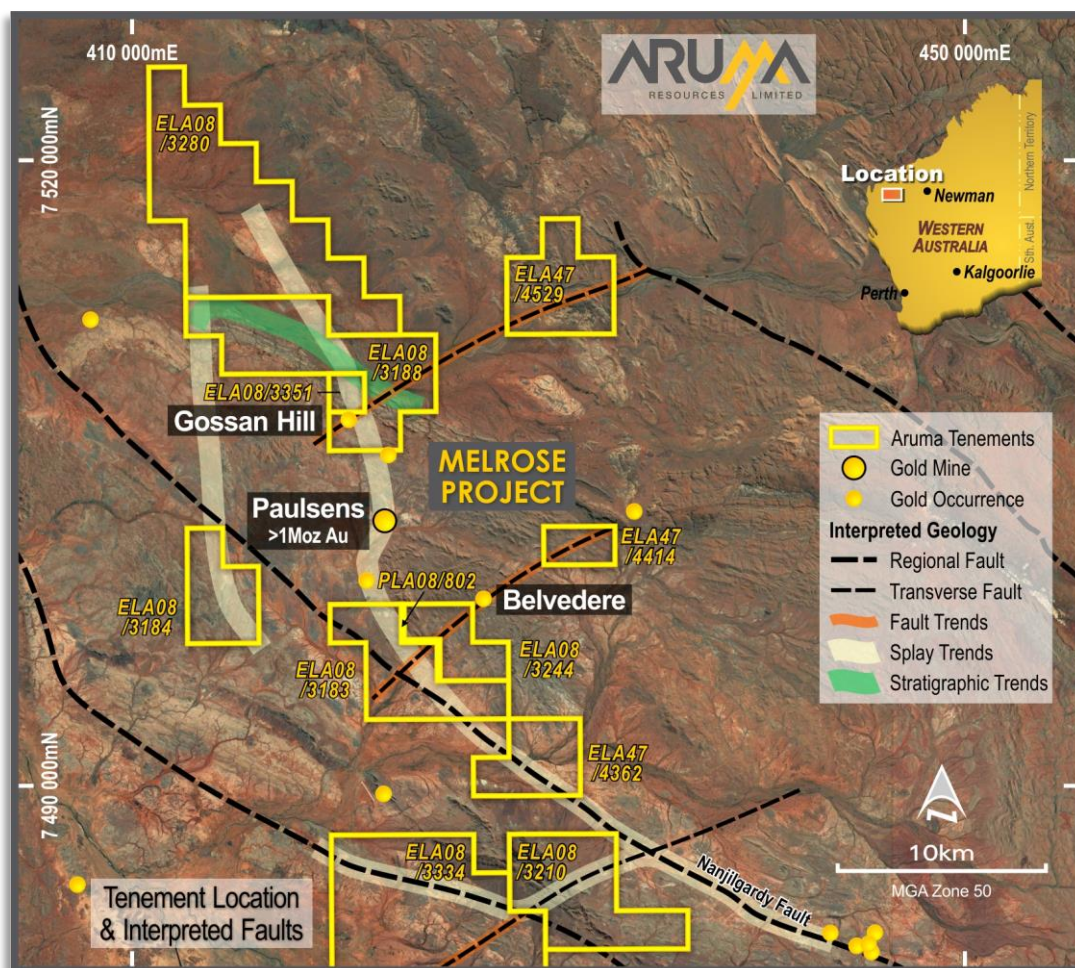 410 000mE
450 000mE
ARUMA
RESOURCES LIMITED
7 520 000mN
7 490 000mN
ELA08
/3280
ELA47
/4529
ELA08
/3188
ELA08/3351
Gossan Hill
MELROSE
PROJECT
Paulsens
>1Moz Au
ELA47
/4414
PLA08/802
Belvedere
ELA08
/3184
ELA08
/3183
ELA08
/3244
ELA47
/4362
ELA08
/3334
ELA08
/3210
Nanjilgardy Fault
Tenement Location
& Interpreted Faults
Location
Newman
WESTERN
AUSTRALIA
Kalgoorlie
Perth
Northern Territory
Sth. Aust.
Aruma Tenements
Gold Mine
Gold Occurrence
Interpreted Geology
Regional Fault
Transverse Fault
Fault Trends
Splay Trends
Stratigraphic Trends
N
10km
MGA Zone 50